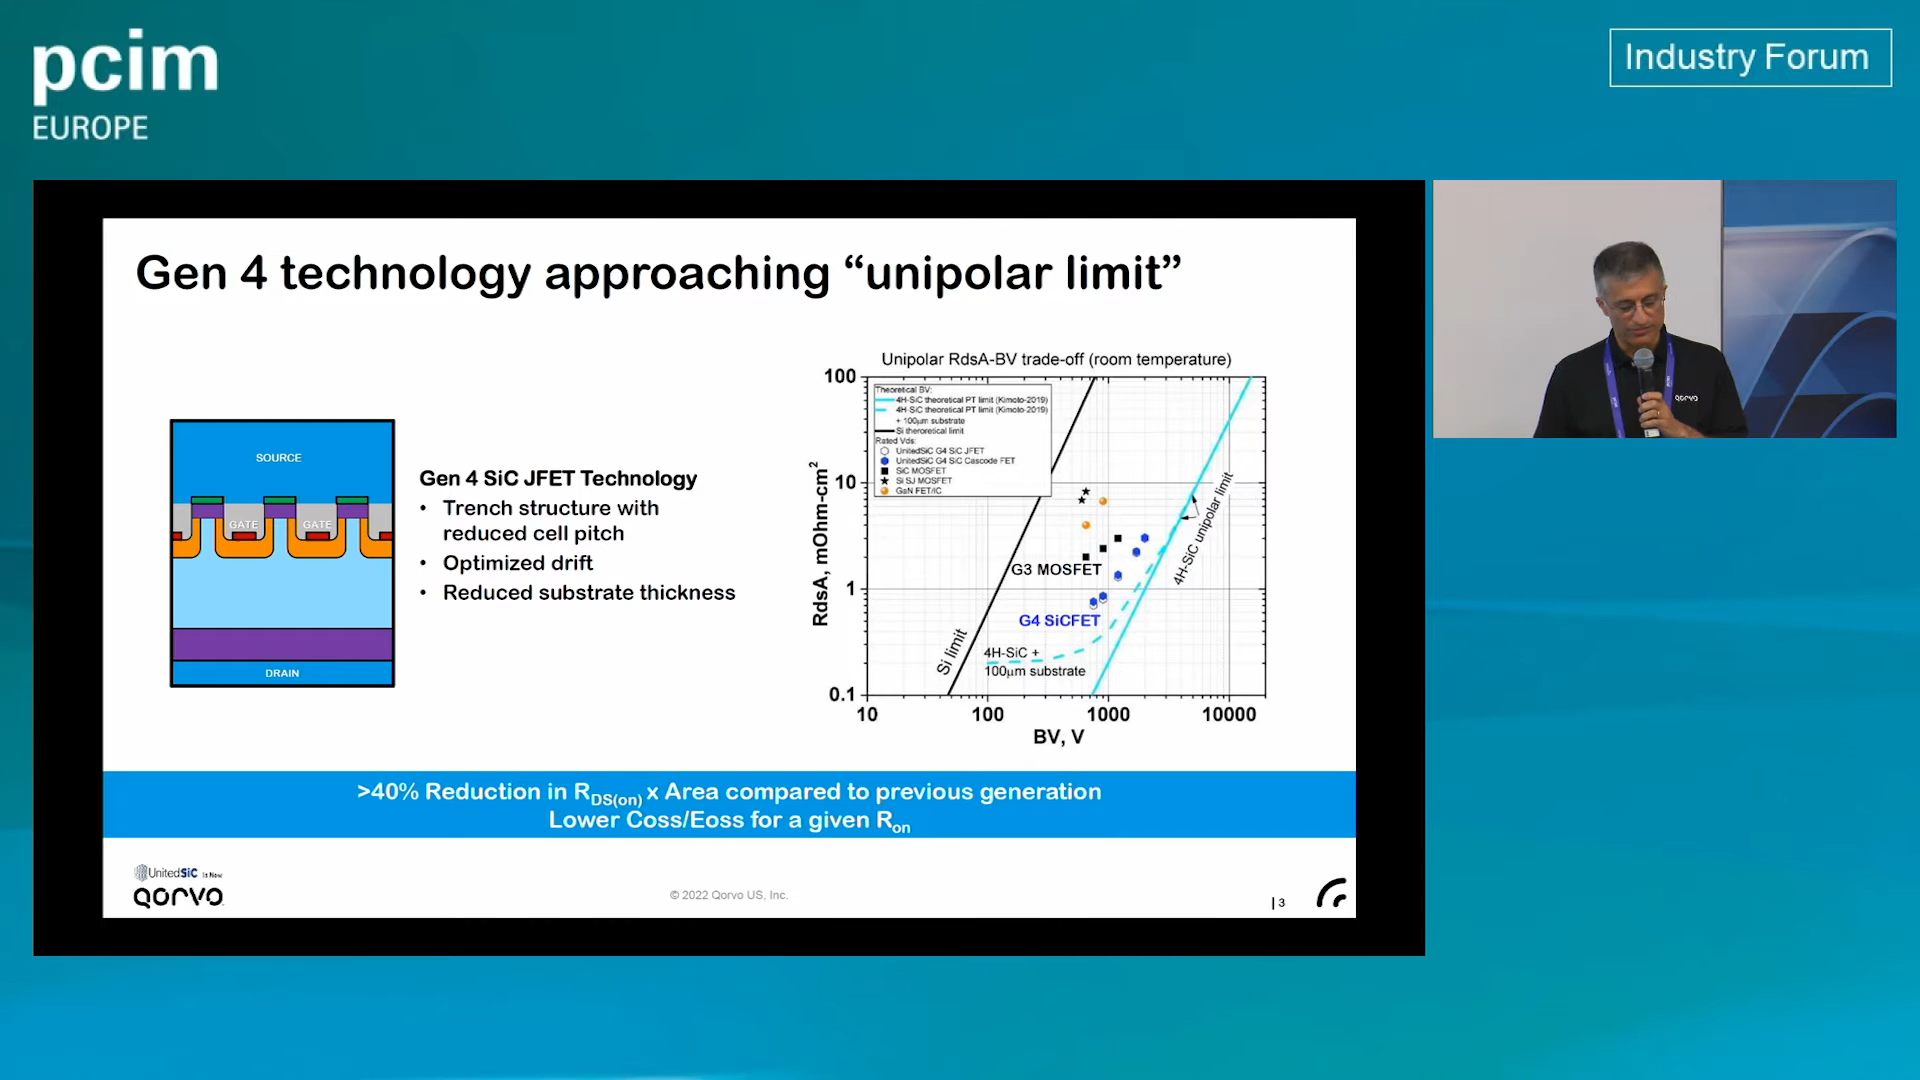 pcim
EUROPE
Industry Forum
Gen 4 technology approaching “unipolar limit”
SOURCE
GATE
GATE
DRAIN
Gen 4 SiC JFET Technology
• Trench structure with
reduced cell pitch
• Optimized drift
• Reduced substrate thickness
Unipolar RdsA-BV trade-off (room temperature)
Theoretical BV:
4H-SiC theoretical PT limit (Kimoto-2019)
4H-SiC theoretical PT limit (Kimoto-2019)
+ 100µm substrate
Si theroretical limit
Rated Vds:
UnitedSiC G4 SiC JFET
UnitedSiC G4 SiC Cascode FET
SiC MOSFET
Si SJ MOSFET
GaN FET/IC
RdsA, mOhm-cm2
100
10
1
0.1
10
100
1000
10000
BV, V
Si limit
G3 MOSFET
G4 SiCFET
4H-SiC +
100µm substrate
4H-SiC unipolar limit
>40% Reduction in RDS(on) x Area compared to previous generation
Lower Coss/Eoss for a given Ron
UnitedSiC is Now
QORVO
© 2022 Qorvo US, Inc.
| 3
QORVO